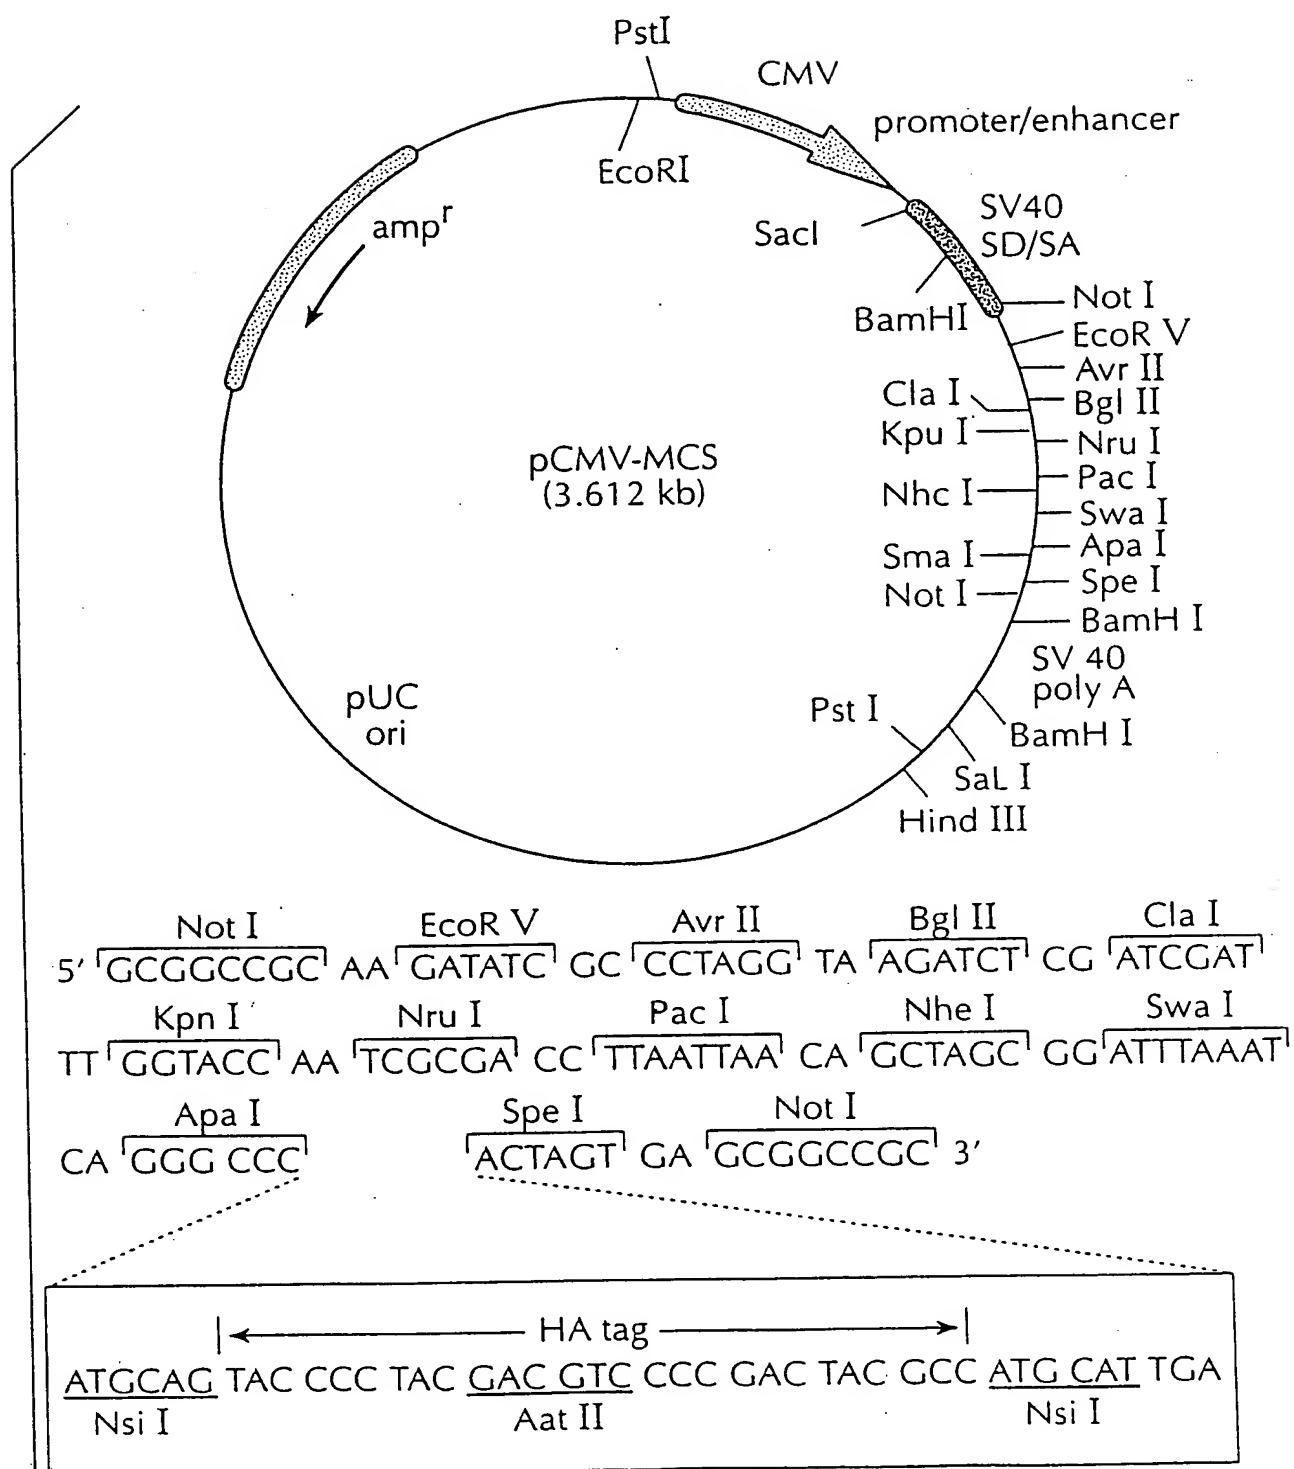 PstI
CMV
promoter/enhancer
EcoRI
amp^r
SacI
SV40
SD/SA
BamHI
Not I
EcoR V
Avr II
Cla I
Bgl II
Kpu I
Nru I
pCMV-MCS
(3.612 kb)
Pac I
Nhc I
Swa I
Sma I
Apa I
Not I
Spe I
BamH I
SV 40
poly A
pUC
ori
Pst I
BamH I
SaL I
Hind III
Not I EcoR V Avr II Bgl II Cla I
5' GCGGCCGC AA GATATC GC CCTAGG TA AGATCT CG ATCGAT
Kpn I Nru I Pac I Nhe I Swa I
TT GGTACC AA TCGCGA CC TTAATTAA CA GCTAGC GG ATTTAAAT
Apa I Spe I Not I
CA GGG CCC ACTAGT GA GCGGCCGC 3'
HA tag
ATGCAG TAC CCC TAC GAC GTC CCC GAC TAC GCC ATG CAT TGA
Nsi I Aat II Nsi I